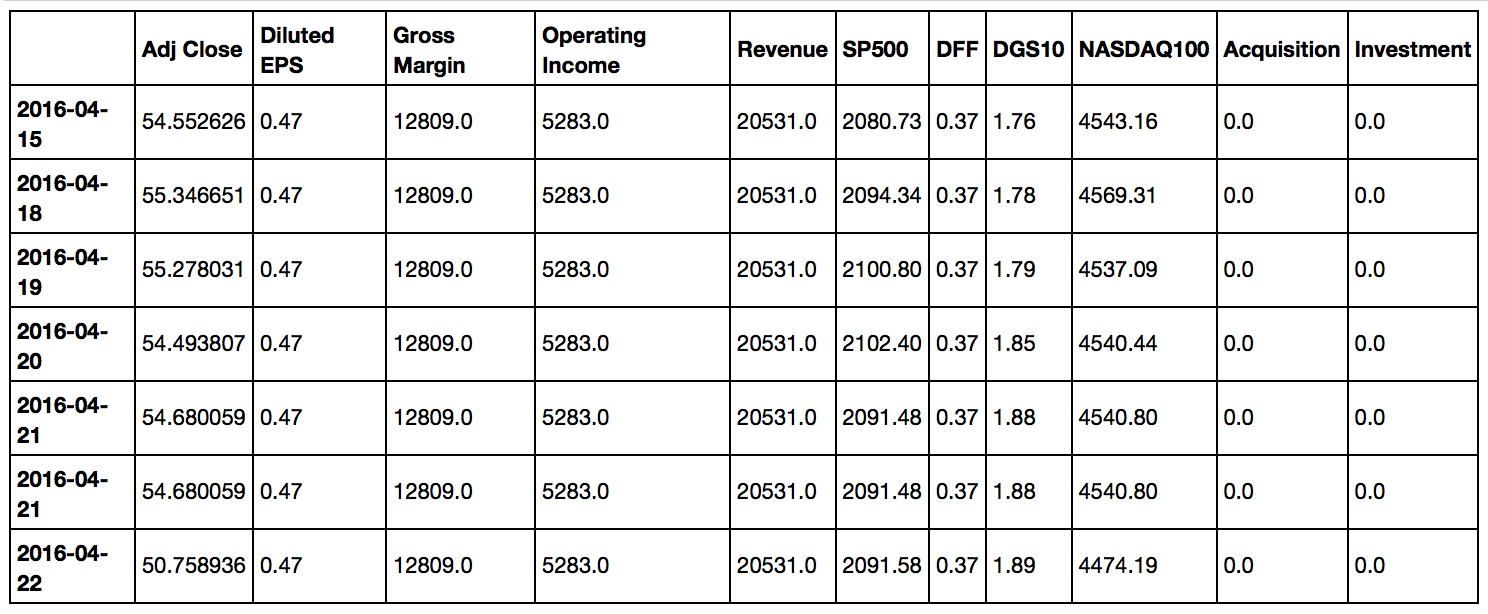 Adj Close Diluted EPS Gross Margin Operating Income Revenue SP500 DFF DGS10 NASDAQ100 Acquisition Investment
2016-04-15 54.552626 0.47 12809.0 5283.0 20531.0 2080.73 0.37 1.76 4543.16 0.0 0.0
2016-04-18 55.346651 0.47 12809.0 5283.0 20531.0 2094.34 0.37 1.78 4569.31 0.0 0.0
2016-04-19 55.278031 0.47 12809.0 5283.0 20531.0 2100.80 0.37 1.79 4537.09 0.0 0.0
2016-04-20 54.493807 0.47 12809.0 5283.0 20531.0 2102.40 0.37 1.85 4540.44 0.0 0.0
2016-04-21 54.680059 0.47 12809.0 5283.0 20531.0 2091.48 0.37 1.88 4540.80 0.0 0.0
2016-04-21 54.680059 0.47 12809.0 5283.0 20531.0 2091.48 0.37 1.88 4540.80 0.0 0.0
2016-04-22 50.758936 0.47 12809.0 5283.0 20531.0 2091.58 0.37 1.89 4474.19 0.0 0.0